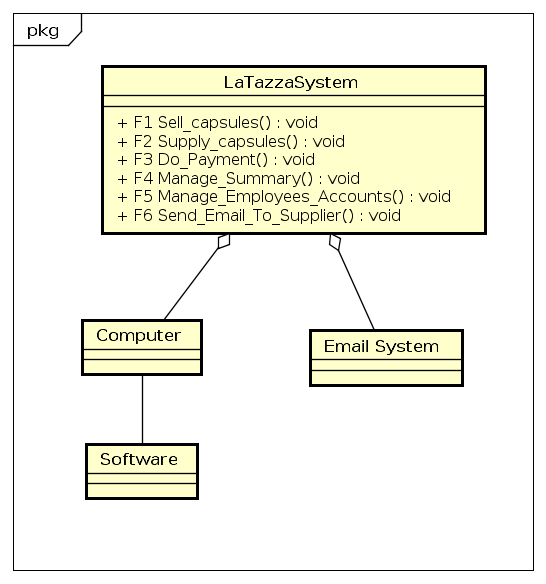 pkg
LaTazzaSystem
+ F1 Sell_capsules() : void
+ F2 Supply_capsules() : void
+ F3 Do_Payment() : void
+ F4 Manage_Summary() : void
+ F5 Manage_Employees_Accounts() : void
+ F6 Send_Email_To_Supplier() : void
Computer
Email System
Software